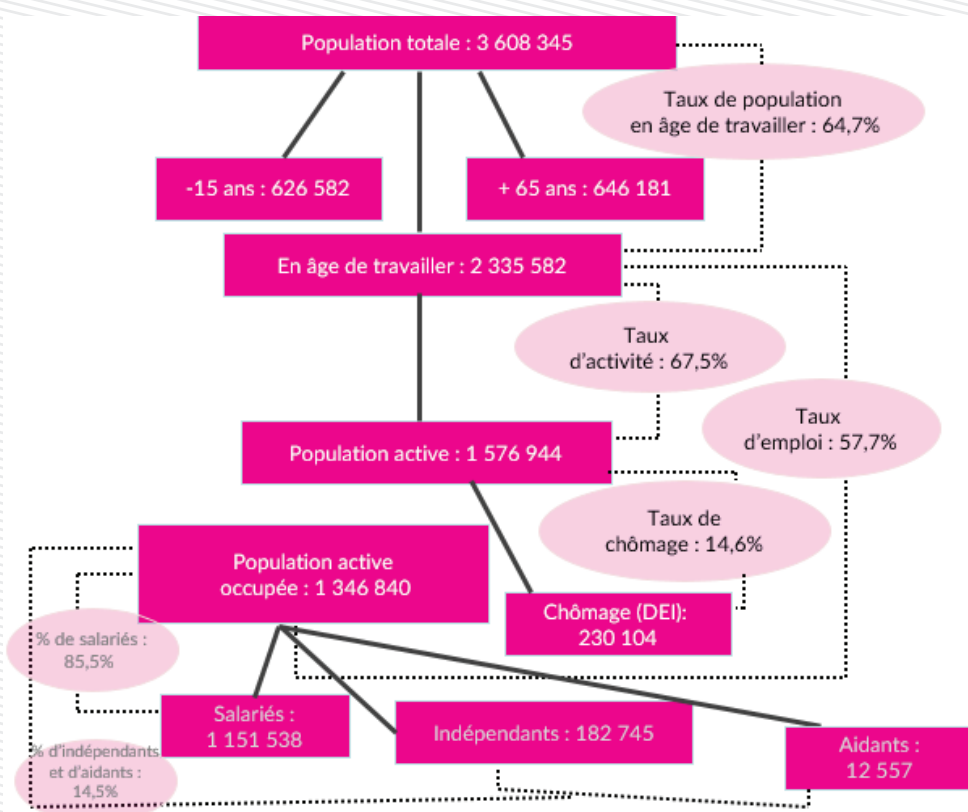 Population totale : 3 608 345
Taux de population
en âge de travailler : 64,7%
-15 ans : 626 582
+ 65 ans : 646 181
En âge de travailler : 2 335 582
Taux
d'activité : 67,5%
Taux
d'emploi : 57,7%
Population active : 1 576 944
Taux de
chômage : 14,6%
Population active
occupée : 1 346 840
Chômage (DEI):
230 104
% de salariés :
85,5%
Salariés :
1 151 538
Indépendants : 182 745
Aidants :
12 557
% d'indépendants
et d'aidants :
14,5%